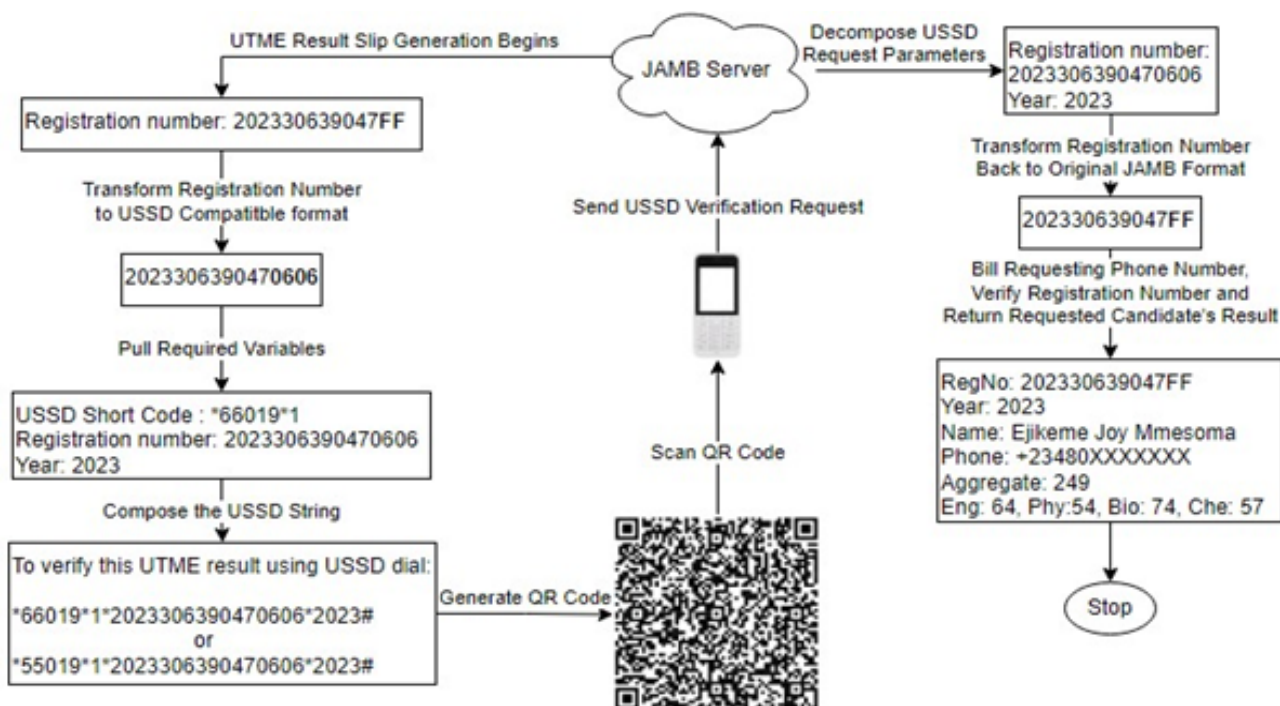 UTME Result Slip Generation Begins
JAMB Server
Decompose USSD
Request Parameters
Registration number:
2023306390470606
Year: 2023
Registration number: 202330639047FF
Transform Registration Number
to USSD Compatitble format
2023306390470606
Pull Required Variables
USSD Short Code : *66019*1
Registration number: 2023306390470606
Year: 2023
Compose the USSD String
To verify this UTME result using USSD dial:
*66019*1*2023306390470606*2023#
or
*55019*1*2023306390470606*2023#
Generate QR Code
Scan QR Code
Send USSD Verification Request
Transform Registration Number
Back to Original JAMB Format
202330639047FF
Bill Requesting Phone Number,
Verify Registration Number and
Return Requested Candidate's Result
RegNo: 202330639047FF
Year: 2023
Name: Ejikeme Joy Mmesoma
Phone: +23480XXXXXXX
Aggregate: 249
Eng: 64, Phy:54, Bio: 74, Che: 57
Stop